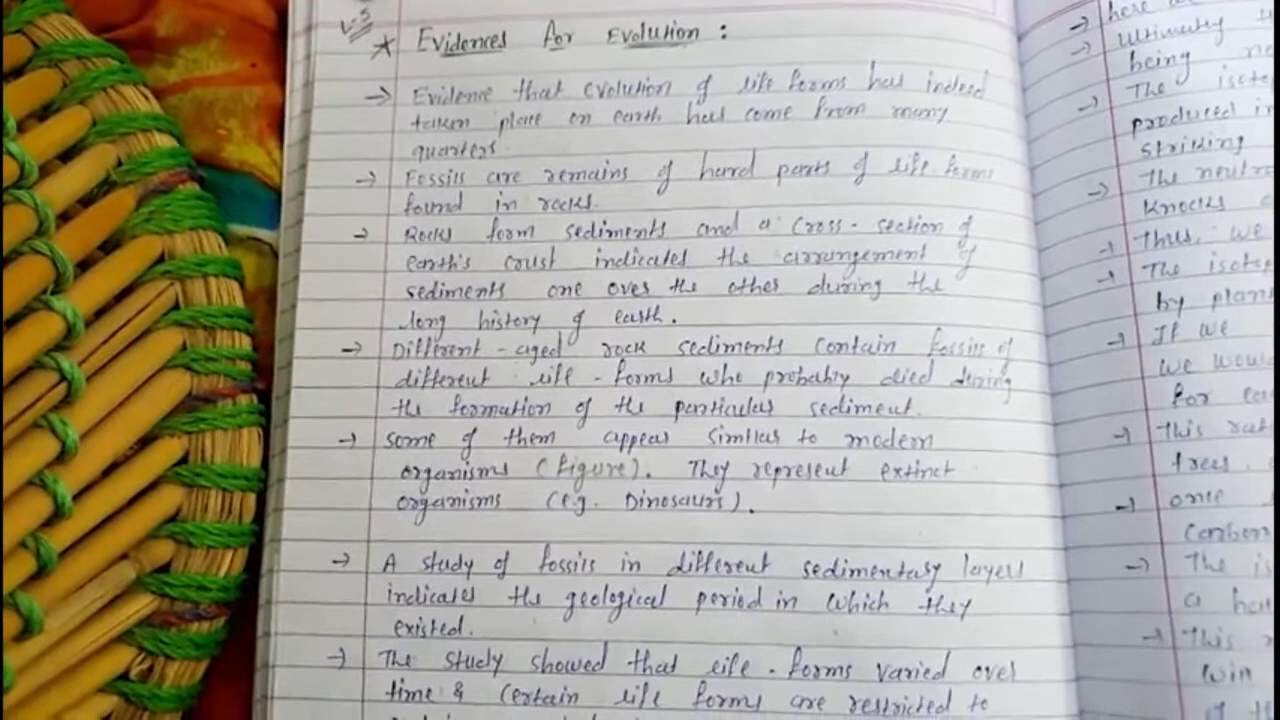 L:5
* Evidences for Evolution :
→ Evidence that evolution of life forms has indeed
taken place on earth has come from many
quarters.
→ Fossils are remains of hard parts of life-forms
found in rocks.
→ Rocks form sediments and a cross-section of
earth's crust indicates the arrangement of
sediments one over the other during the
long history of earth.
→ Different-aged rock sediments contain fossils of
different life-forms who probably died during
the formation of the particular sediment.
→ some of them appear similar to modern
organisms (Figure). They represent extinct
organisms (e.g. Dinosaurs).
→ A study of fossils in different sedimentary layers
indicates the geological period in which they
existed.
→ The study showed that life-forms varied over
time & certain life forms are restricted to
→ here
→ Ultimately
being
→ The
produced in
striking
→ The
Knocks
→ Thus, we
→ The
by
→ If we
we would
for
→ This
trees
→ once
→ The
a
→ This
win